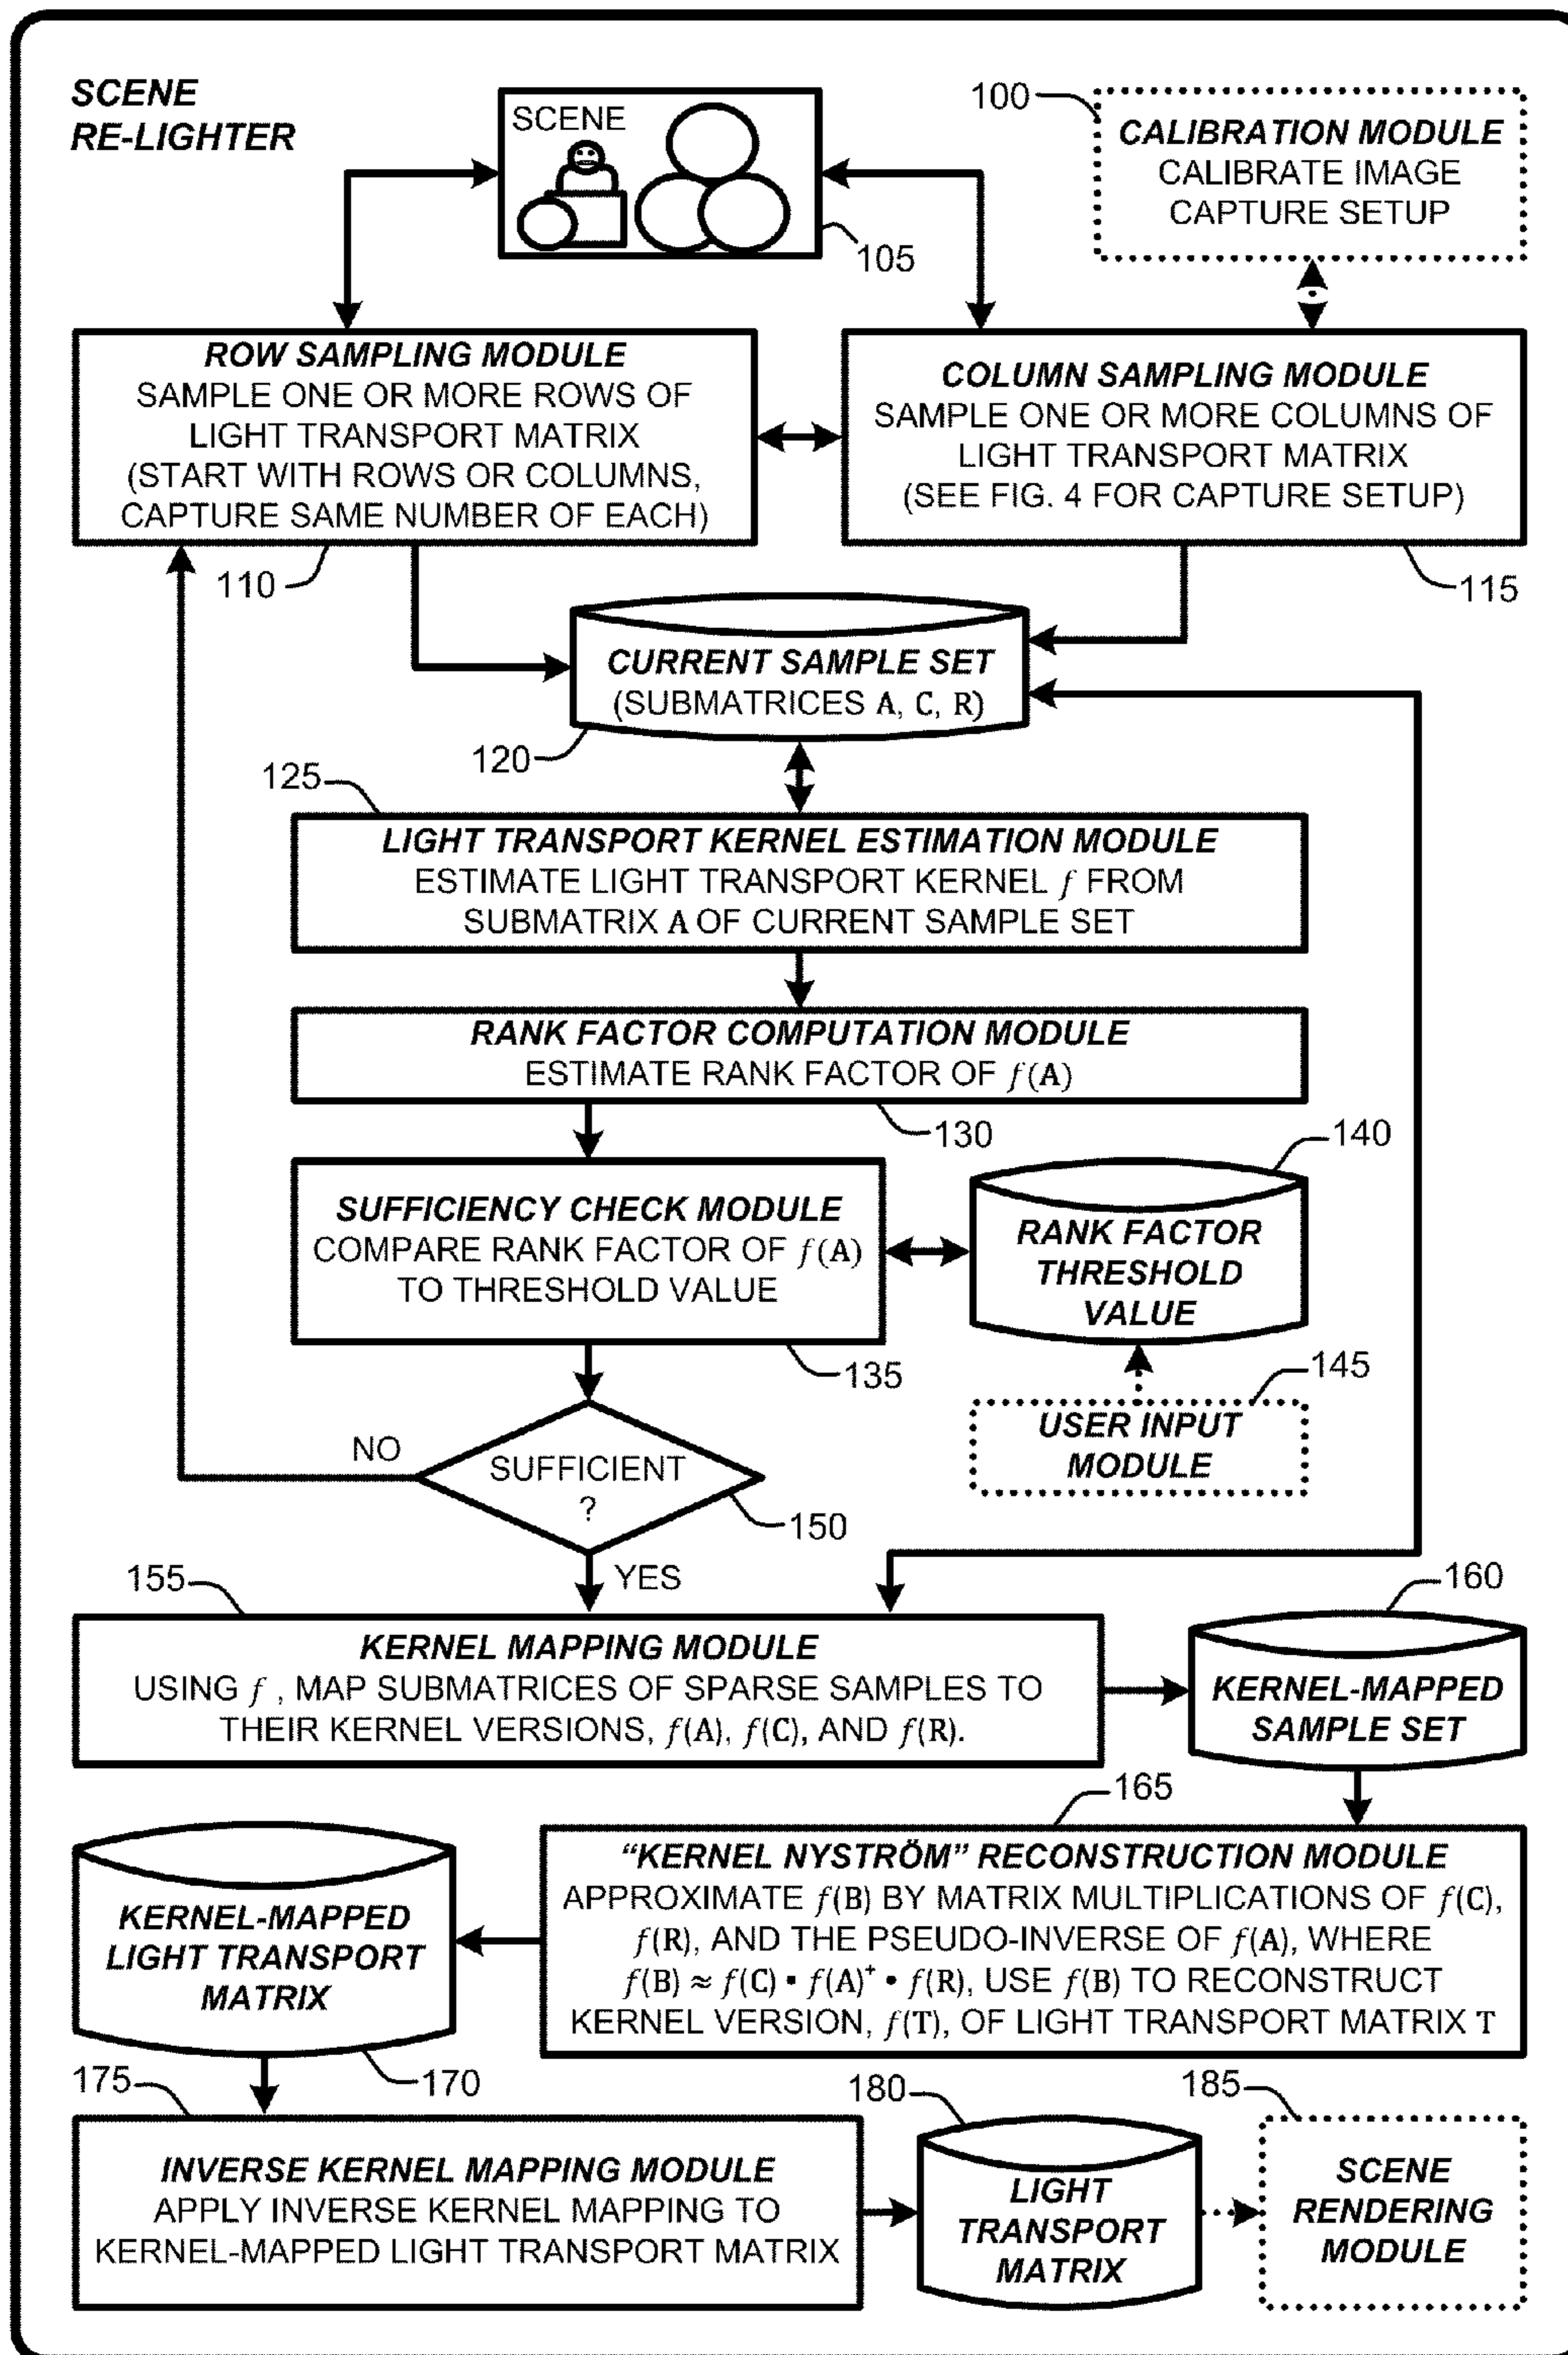 SCENE
RE-LIGHTER
SCENE
105
100
CALIBRATION MODULE
CALIBRATE IMAGE
CAPTURE SETUP
ROW SAMPLING MODULE
SAMPLE ONE OR MORE ROWS OF
LIGHT TRANSPORT MATRIX
(START WITH ROWS OR COLUMNS,
CAPTURE SAME NUMBER OF EACH)
110
COLUMN SAMPLING MODULE
SAMPLE ONE OR MORE COLUMNS OF
LIGHT TRANSPORT MATRIX
(SEE FIG. 4 FOR CAPTURE SETUP)
115
CURRENT SAMPLE SET
(SUBMATRICES A, C, R)
120
125
LIGHT TRANSPORT KERNEL ESTIMATION MODULE
ESTIMATE LIGHT TRANSPORT KERNEL f FROM
SUBMATRIX A OF CURRENT SAMPLE SET
RANK FACTOR COMPUTATION MODULE
ESTIMATE RANK FACTOR OF f(A)
130
SUFFICIENCY CHECK MODULE
COMPARE RANK FACTOR OF f(A)
TO THRESHOLD VALUE
135
140
RANK FACTOR
THRESHOLD
VALUE
145
USER INPUT
MODULE
NO
SUFFICIENT
?
150
YES
155
KERNEL MAPPING MODULE
USING f , MAP SUBMATRICES OF SPARSE SAMPLES TO
THEIR KERNEL VERSIONS, f(A), f(C), AND f(R).
160
KERNEL-MAPPED
SAMPLE SET
165
“KERNEL NYSTRÖM” RECONSTRUCTION MODULE
APPROXIMATE f(B) BY MATRIX MULTIPLICATIONS OF f(C),
f(R), AND THE PSEUDO-INVERSE OF f(A), WHERE
f(B) ≈ f(C) ▪ f(A)⁺ • f(R), USE f(B) TO RECONSTRUCT
KERNEL VERSION, f(T), OF LIGHT TRANSPORT MATRIX T
KERNEL-MAPPED
LIGHT TRANSPORT
MATRIX
170
175
INVERSE KERNEL MAPPING MODULE
APPLY INVERSE KERNEL MAPPING TO
KERNEL-MAPPED LIGHT TRANSPORT MATRIX
180
LIGHT
TRANSPORT
MATRIX
185
SCENE
RENDERING
MODULE